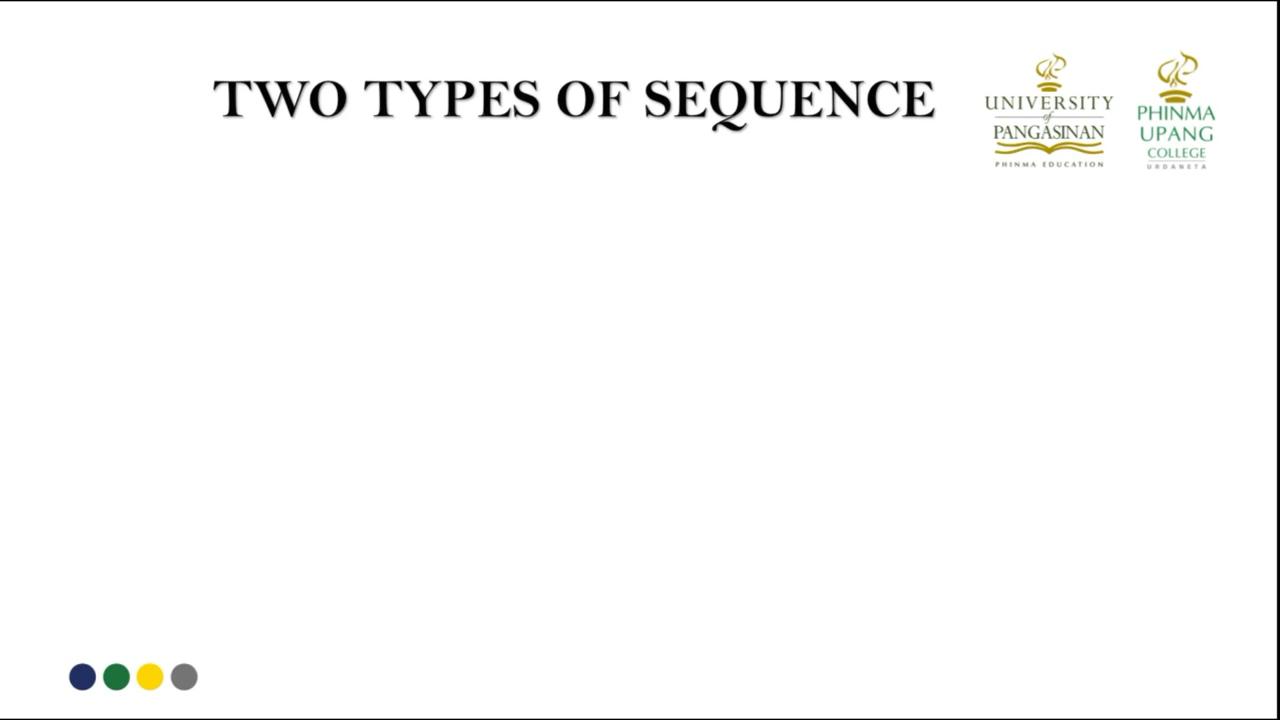 TWO TYPES OF SEQUENCE
UNIVERSITY
of
PANGASINAN
PHINMA EDUCATION
PHINMA
UPANG
COLLEGE
URDANETA